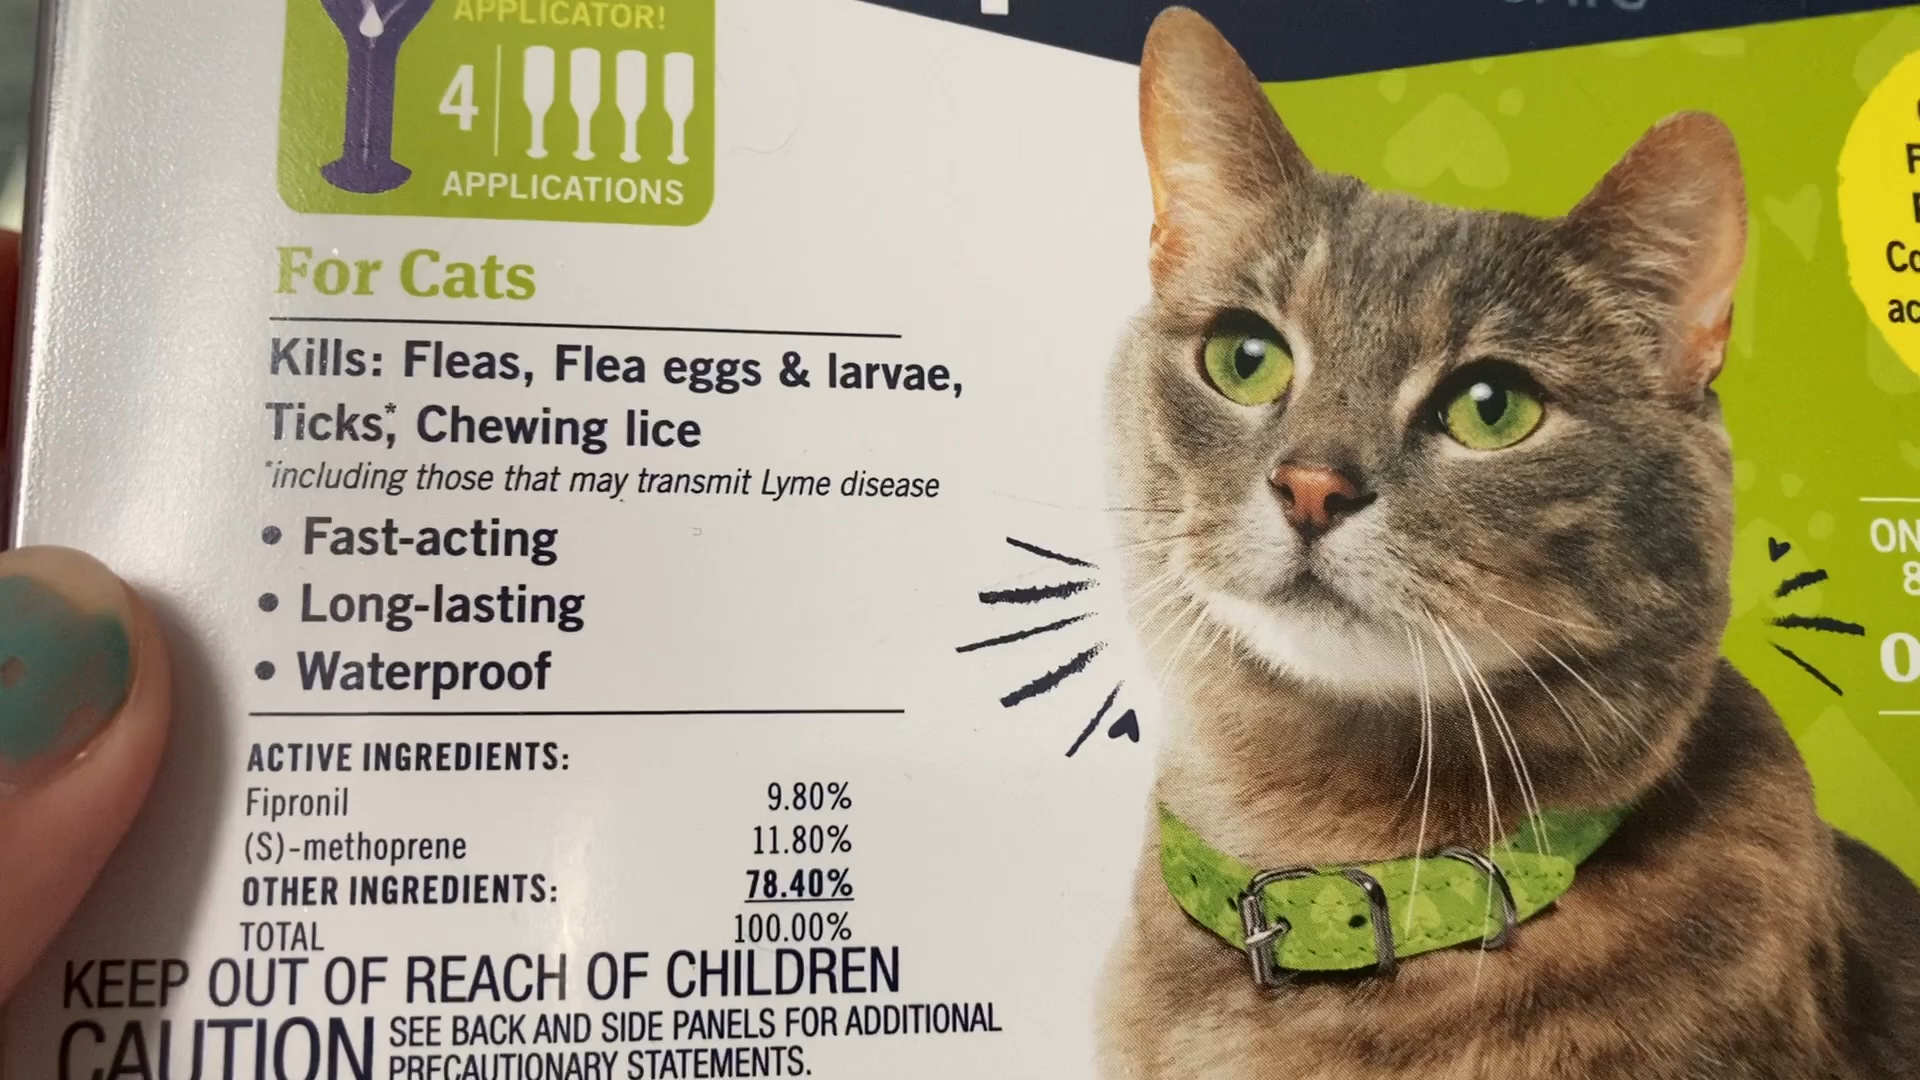 APPLICATOR!
4
APPLICATIONS
For Cats
Kills: Fleas, Flea eggs & larvae,
Ticks*, Chewing lice
*including those that may transmit Lyme disease
• Fast-acting
• Long-lasting
• Waterproof
ACTIVE INGREDIENTS:
Fipronil 9.80%
(S)-methoprene 11.80%
OTHER INGREDIENTS: 78.40%
TOTAL 100.00%
KEEP OUT OF REACH OF CHILDREN
CAUTION SEE BACK AND SIDE PANELS FOR ADDITIONAL
PRECAUTIONARY STATEMENTS.